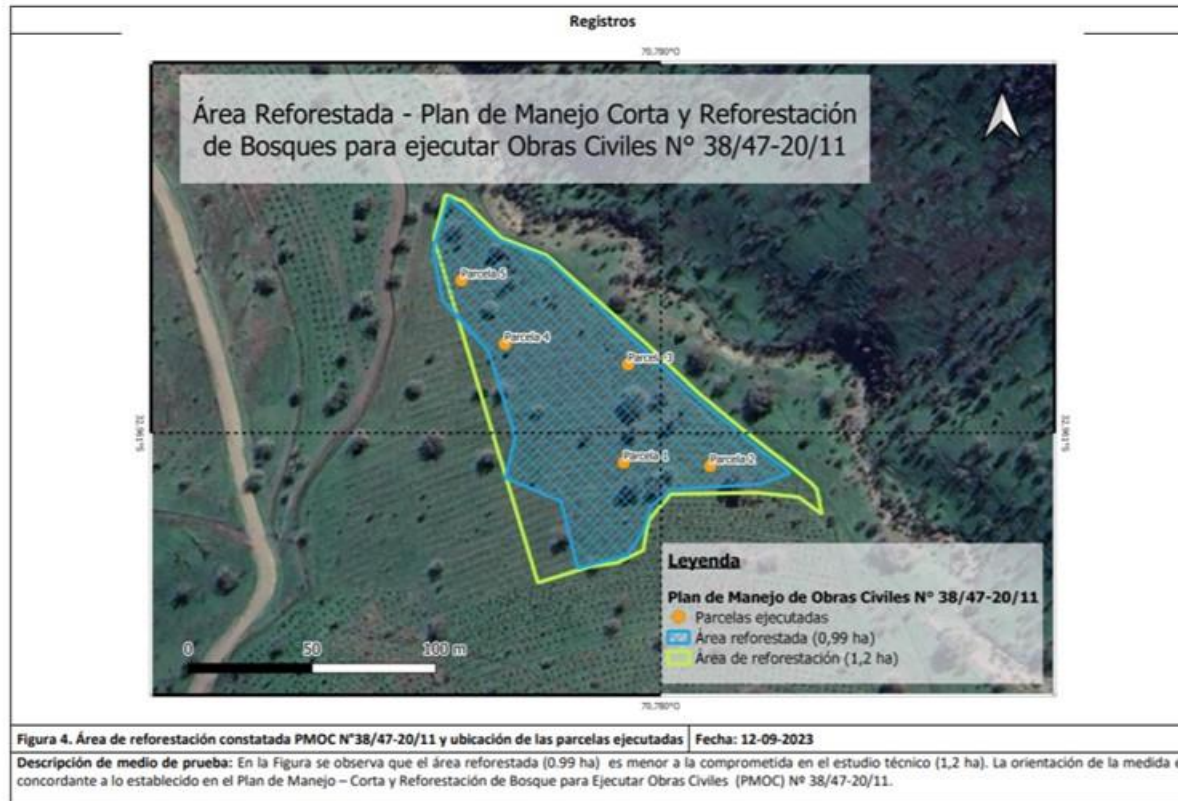 Registros
70,780°O
Área Reforestada - Plan de Manejo Corta y Reforestación
de Bosques para ejecutar Obras Civiles N° 38/47-20/11
Parcela 5
Parcela 4
Parcela 3
32,961°S
32,961°S
Parcela 1
Parcela 2
Leyenda
Plan de Manejo de Obras Civiles N° 38/47-20/11
Parcelas ejecutadas
Área reforestada (0,99 ha)
Área de reforestación (1,2 ha)
0 50 100 m
70,780°O
Figura 4. Área de reforestación constatada PMOC N°38/47-20/11 y ubicación de las parcelas ejecutadas Fecha: 12-09-2023
Descripción de medio de prueba: En la Figura se observa que el área reforestada (0.99 ha) es menor a la comprometida en el estudio técnico (1,2 ha). La orientación de la medida e
concordante a lo establecido en el Plan de Manejo – Corta y Reforestación de Bosque para Ejecutar Obras Civiles (PMOC) Nº 38/47-20/11.